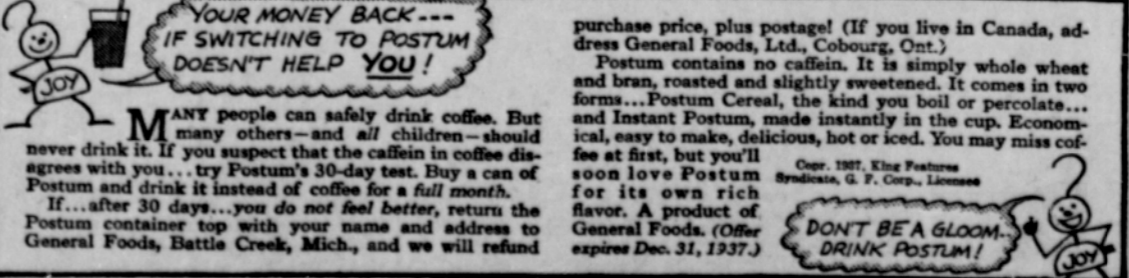 YOUR MONEY BACK---
IF SWITCHING TO POSTUM
DOESN'T HELP YOU!
JOY
MANY people can safely drink coffee. But
many others—and all children—should
never drink it. If you suspect that the caffein in coffee dis-
agrees with you...try Postum's 30-day test. Buy a can of
Postum and drink it instead of coffee for a full month.
If...after 30 days...you do not feel better, return the
Postum container top with your name and address to
General Foods, Battle Creek, Mich., and we will refund
purchase price, plus postage! (If you live in Canada, ad-
dress General Foods, Ltd., Cobourg, Ont.)
Postum contains no caffein. It is simply whole wheat
and bran, roasted and slightly sweetened. It comes in two
forms...Postum Cereal, the kind you boil or percolate...
and Instant Postum, made instantly in the cup. Econom-
ical, easy to make, delicious, hot or iced. You may miss cof-
fee at first, but you'll
soon love Postum
for its own rich
flavor. A product of
General Foods. (Offer
expires Dec. 31, 1937.)
Copr. 1937, King Features
Syndicate, G. F. Corp., Licensee
DON'T BE A GLOOM..
DRINK POSTUM!
JOY